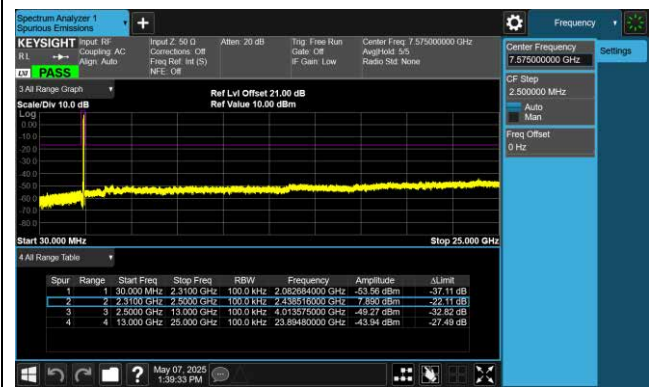 Spectrum Analyzer 1
Spurious Emissions
Frequency
KEYSIGHT
Input: RF
Input Z: 50 Ω
Atten: 20 dB
Trig: Free Run
Center Freq: 7.575000000 GHz
RL
Coupling: AC
Corrections: Off
Gate: Off
Avg|Hold: 5/5
Align: Auto
Freq Ref: Int (S)
IF Gain: Low
Radio Std: None
NFE: Off
LXI
PASS
Center Frequency
7.575000000 GHz
Settings
CF Step
2.500000 MHz
Auto
Man
Freq Offset
0 Hz
3 All Range Graph
Scale/Div 10.0 dB
Ref Lvl Offset 21.00 dB
Ref Value 10.00 dBm
Log
0.00
-10.0
-20.0
-30.0
-40.0
-50.0
-60.0
-70.0
-80.0
Start 30.000 MHz
Stop 25.000 GHz
4 All Range Table
Spur Range Start Freq Stop Freq RBW Frequency Amplitude ΔLimit
1 1 30.000 MHz 2.3100 GHz 100.0 kHz 2.082684000 GHz -53.56 dBm -37.11 dB
2 2 2.3100 GHz 2.5000 GHz 100.0 kHz 2.438516000 GHz 7.890 dBm -22.11 dB
3 3 2.5000 GHz 13.000 GHz 100.0 kHz 4.013575000 GHz -49.27 dBm -32.82 dB
4 4 13.000 GHz 25.000 GHz 100.0 kHz 23.89480000 GHz -43.94 dBm -27.49 dB
May 07, 2025
1:39:33 PM